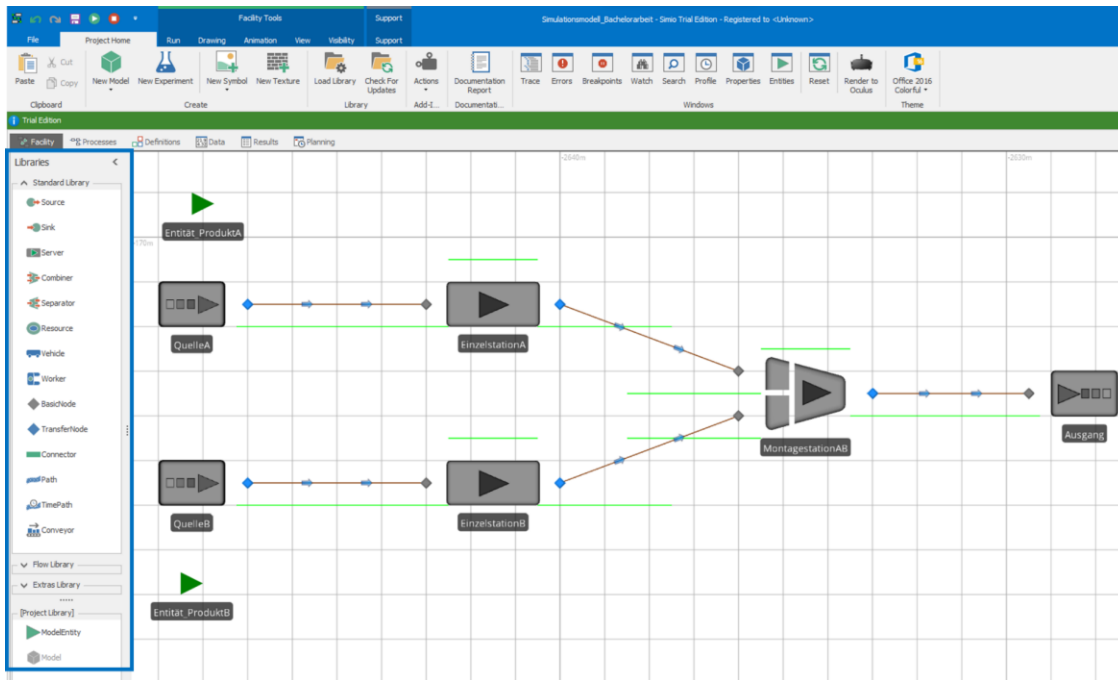 Facility Tools Support Simulationsmodell_Bachelorarbeit - Simio Trial Edition - Registered to <Unknown>
File Project Home Run Drawing Animation View Visibility Support
Paste Cut Copy New Model New Experiment New Symbol New Texture Load Library Check For Updates Actions Documentation Report Trace Errors Breakpoints Watch Search Profile Properties Entities Reset Render to Oculus Office 2016 Colorful
Clipboard Create Library Add-I... Documentati... Windows Theme
Trial Edition
Facility Processes Definitions Data Results Planning
Libraries
Standard Library
Source
Sink
Server
Combiner
Separator
Resource
Vehicle
Worker
BasicNode
TransferNode
Connector
Path
TimePath
Conveyor
Flow Library
Extras Library
[Project Library]
ModelEntity
Model
-2640m -2630m
Entität_ProduktA
-170m
QuelleA EinzelstationA
MontagestationAB Ausgang
QuelleB EinzelstationB
Entität_ProduktB